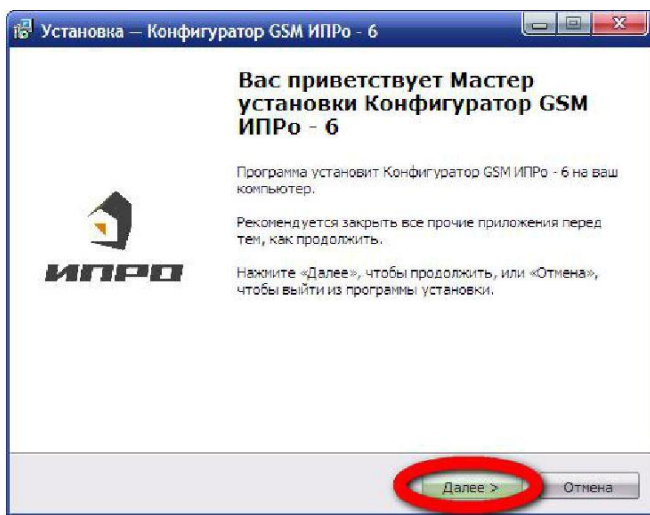 Установка — Конфигуратор GSM ИПРо - 6
Вас приветствует Мастер
установки Конфигуратор GSM
ИПРо - 6
Программа установит Конфигуратор GSM ИПРо - 6 на ваш
компьютер.
Рекомендуется закрыть все прочие приложения перед
тем, как продолжить.
Нажмите «Далее», чтобы продолжить, или «Отмена»,
чтобы выйти из программы установки.
ИПРО
Далее >
Отмена